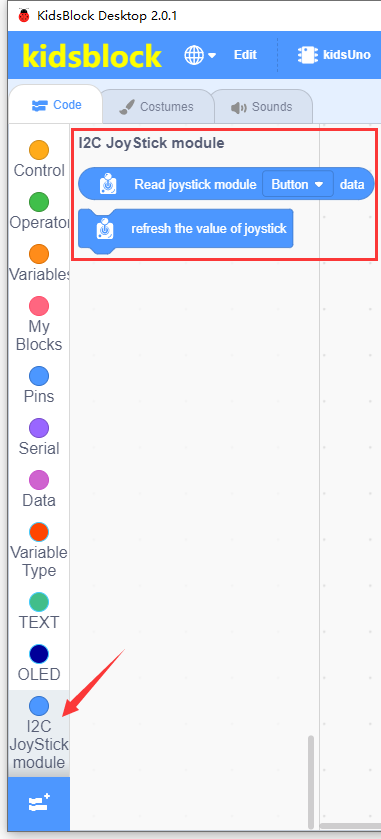 KidsBlock Desktop 2.0.1
kidsblock
Edit
kidsUno
Code
Costumes
Sounds
Control
Operator
Variables
My
Blocks
Pins
Serial
Data
Variable
Type
TEXT
OLED
I2C
JoyStick
module
I2C JoyStick module
Read joystick module Button data
refresh the value of joystick